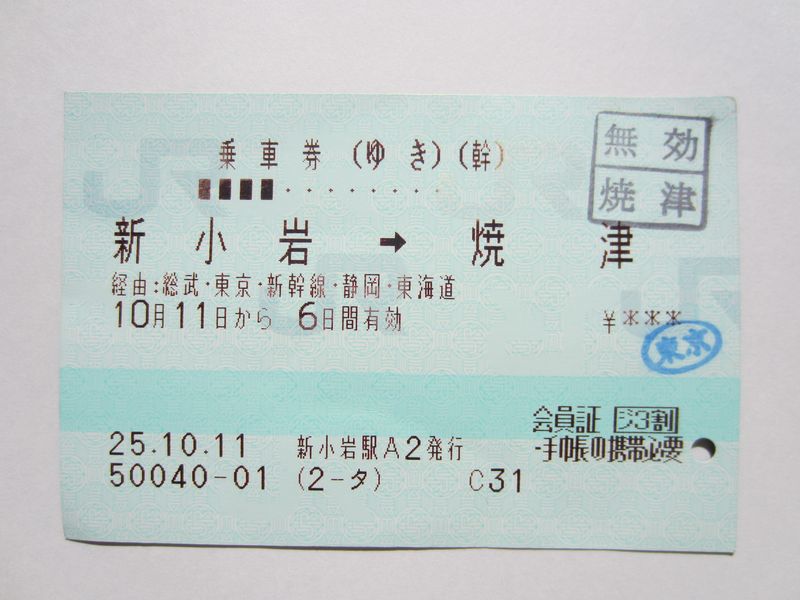 乗車券 (ゆき) (幹)
無効
焼津
新小岩 → 焼津
経由:総武・東京・新幹線・静岡・東海道
10月11日から 6日間有効 ¥****
東京
会員証 ジ3割
25.10.11 新小岩駅A2発行 -手帳の携帯必要
50040-01 (2-タ) C31